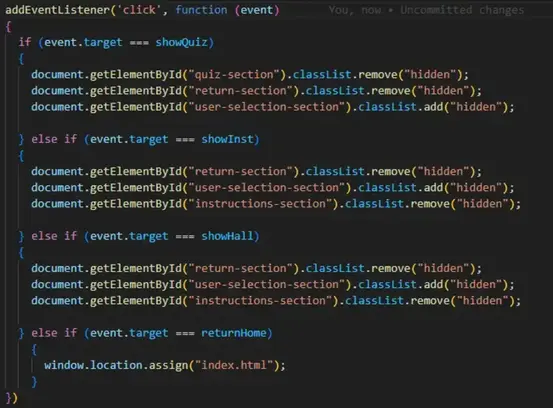 addEventListener('click', function (event)    You, now • Uncommitted changes
{
  if (event.target === showQuiz)
  {
    document.getElementById("quiz-section").classList.remove("hidden");
    document.getElementById("return-section").classList.remove("hidden");
    document.getElementById("user-selection-section").classList.add("hidden");

  } else if (event.target === showInst)
  {
    document.getElementById("return-section").classList.remove("hidden");
    document.getElementById("user-selection-section").classList.add("hidden");
    document.getElementById("instructions-section").classList.remove("hidden");

  } else if (event.target === showHall)
  {
    document.getElementById("return-section").classList.remove("hidden");
    document.getElementById("user-selection-section").classList.add("hidden");
    document.getElementById("instructions-section").classList.remove("hidden");

  } else if (event.target === returnHome)
    {
      window.location.assign("index.html");
    }
})